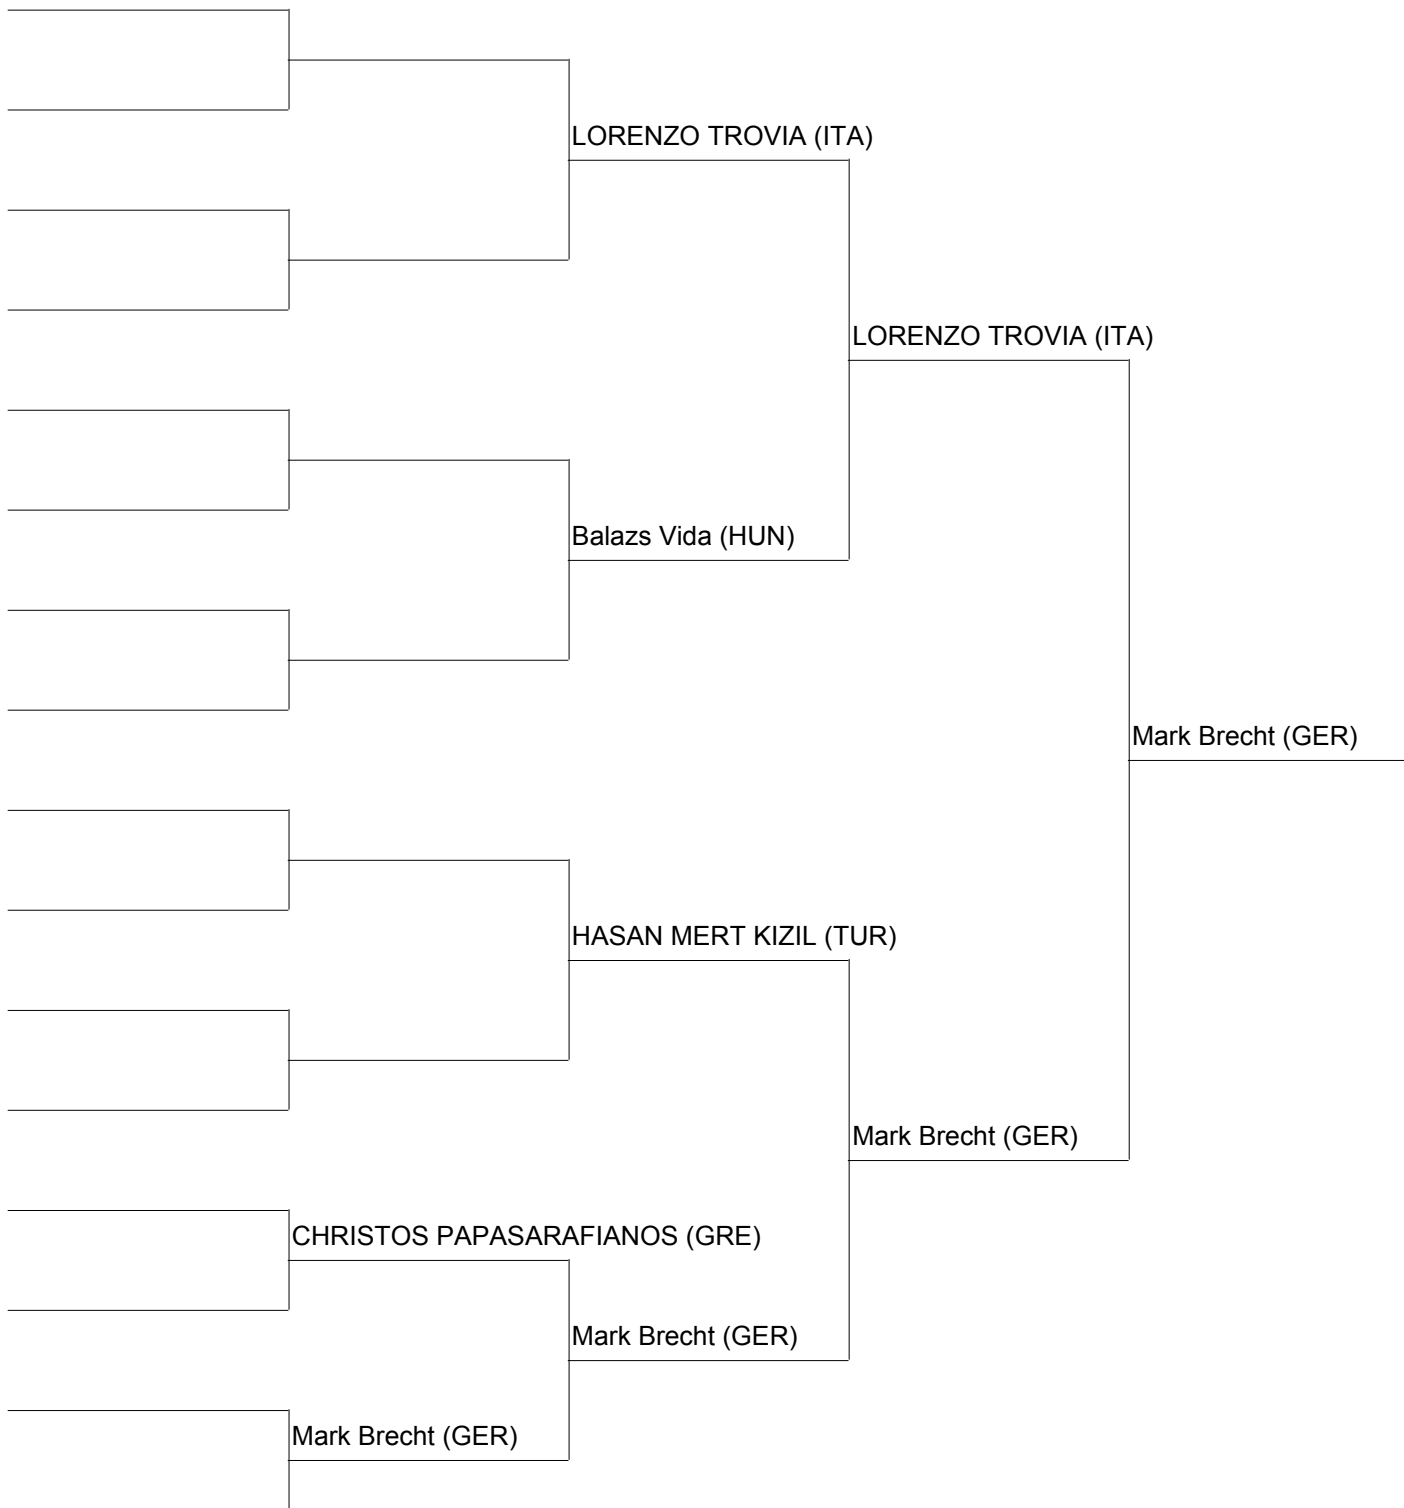 LORENZO TROVIA (ITA)
LORENZO TROVIA (ITA)
Balazs Vida (HUN)
Mark Brecht (GER)
HASAN MERT KIZIL (TUR)
Mark Brecht (GER)
CHRISTOS PAPASARAFIANOS (GRE)
Mark Brecht (GER)
Mark Brecht (GER)